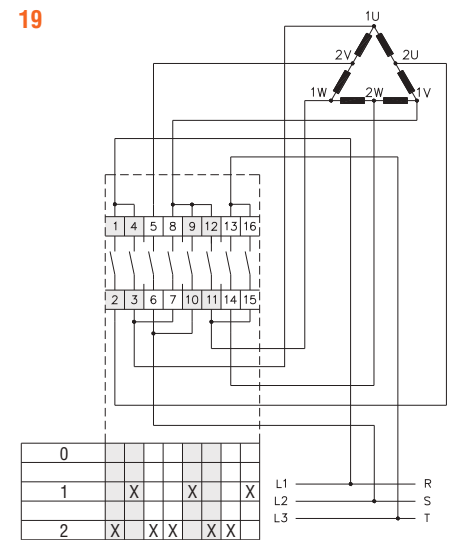 19
1U
2V 2U
1W 2W 1V
1 4 5 8 9 12 13 16
2 3 6 7 10 11 14 15
0
1 X X X
2 X X X X X
L1 R
L2 S
L3 T